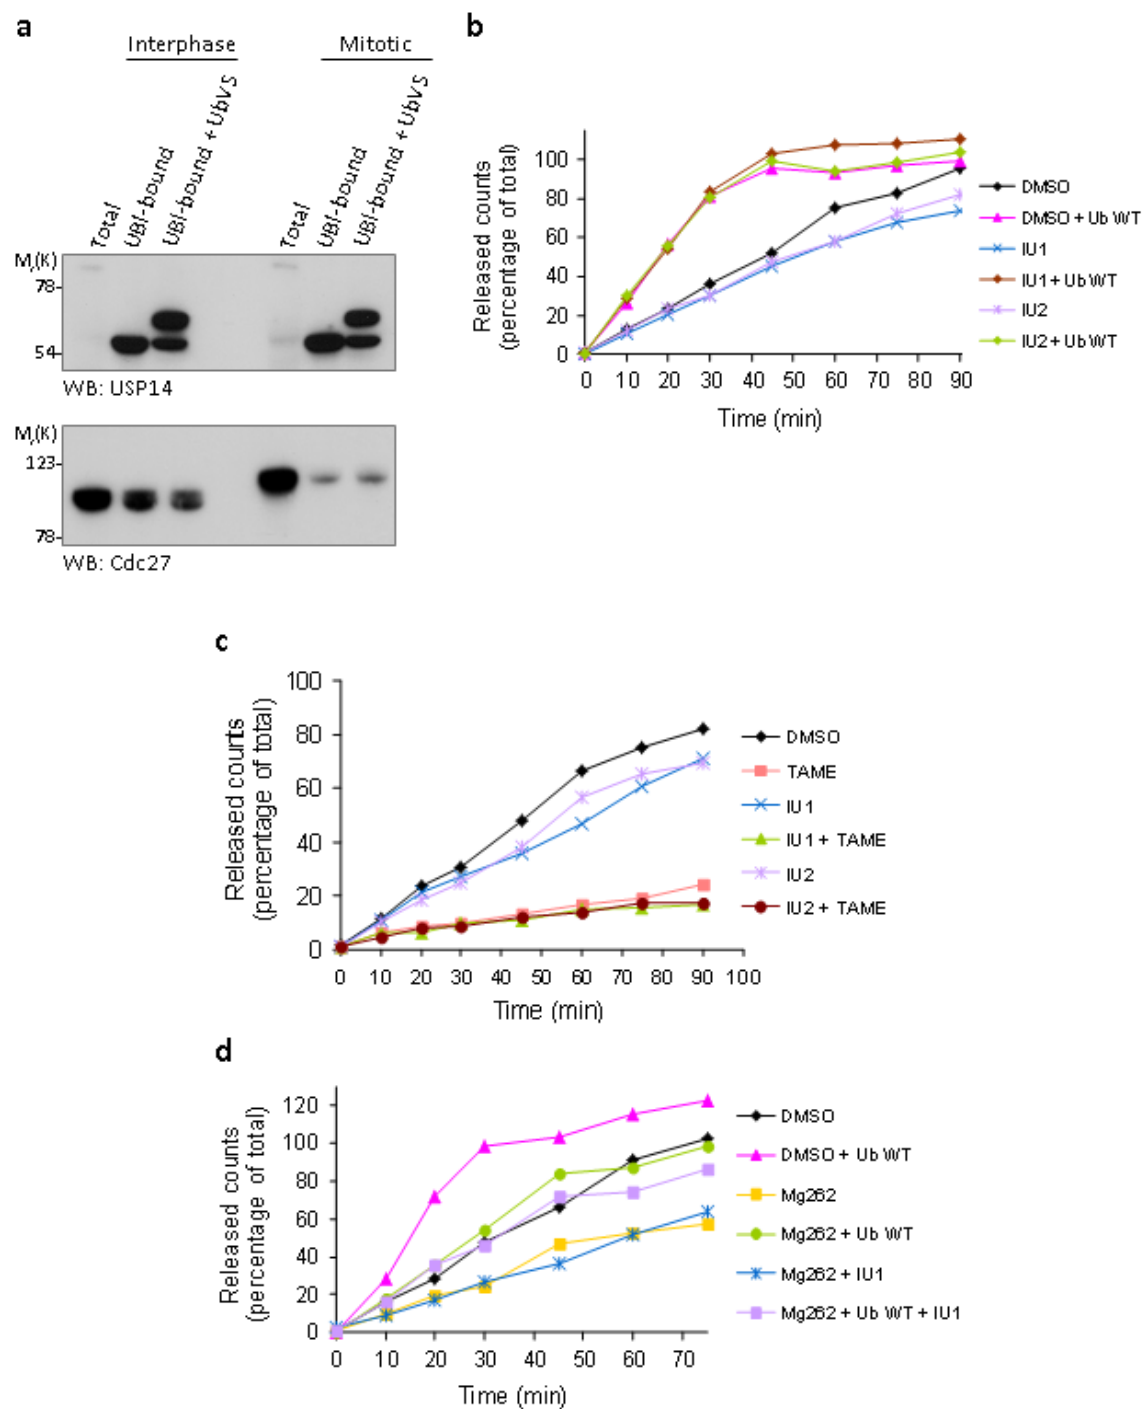 a
Interphase
Mitotic
Total
UBl-bound
UBl-bound + UbVS
Total
UBl-bound
UBl-bound + UbVS
Mr(K)
78-
54-
WB: USP14
Mr(K)
123-
78-
WB: Cdc27
b
Released counts
(percentage of total)
100
80
60
40
20
0
0 10 20 30 40 50 60 70 80 90
Time (min)
DMSO
DMSO + Ub WT
IU1
IU1 + Ub WT
IU2
IU2 + Ub WT
c
Released counts
(percentage of total)
100
80
60
40
20
0
0 10 20 30 40 50 60 70 80 90 100
Time (min)
DMSO
TAME
IU1
IU1 + TAME
IU2
IU2 + TAME
d
Released counts
(percentage of total)
120
100
80
60
40
20
0
0 10 20 30 40 50 60 70
Time (min)
DMSO
DMSO + Ub WT
Mg262
Mg262 + Ub WT
Mg262 + IU1
Mg262 + Ub WT + IU1